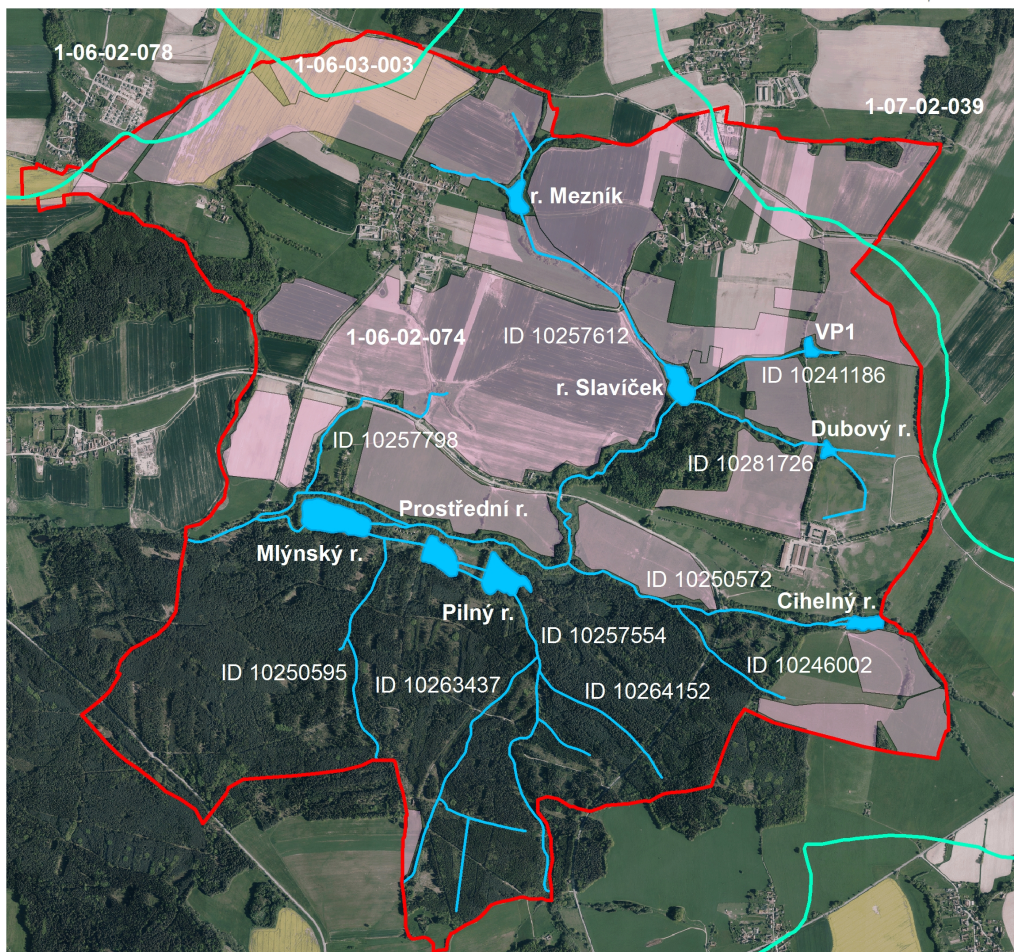 1-06-02-078
1-06-03-003
1-07-02-039
r. Mezník
1-06-02-074
ID 10257612
VP1
r. Slavíček
ID 10241186
Dubový r.
ID 10257798
ID 10281726
Prostřední r.
Mlýnský r.
ID 10250572
Cihelný r.
Pilný r.
ID 10257554
ID 10250595
ID 10263437
ID 10264152
ID 10246002